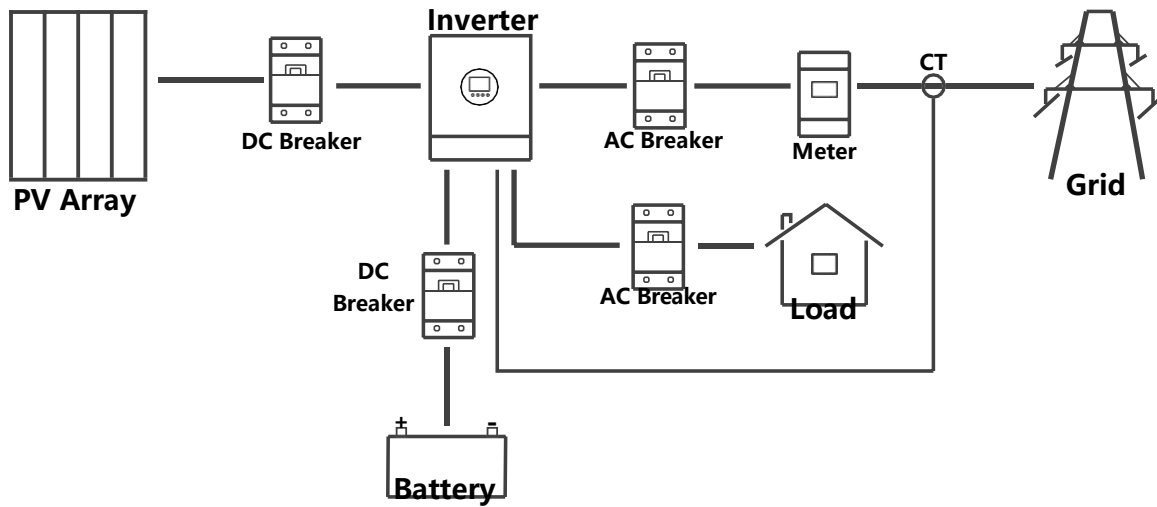 Inverter
CT
DC Breaker
AC Breaker
Meter
PV Array
Grid
DC
Breaker
AC Breaker
Load
+ -
Battery